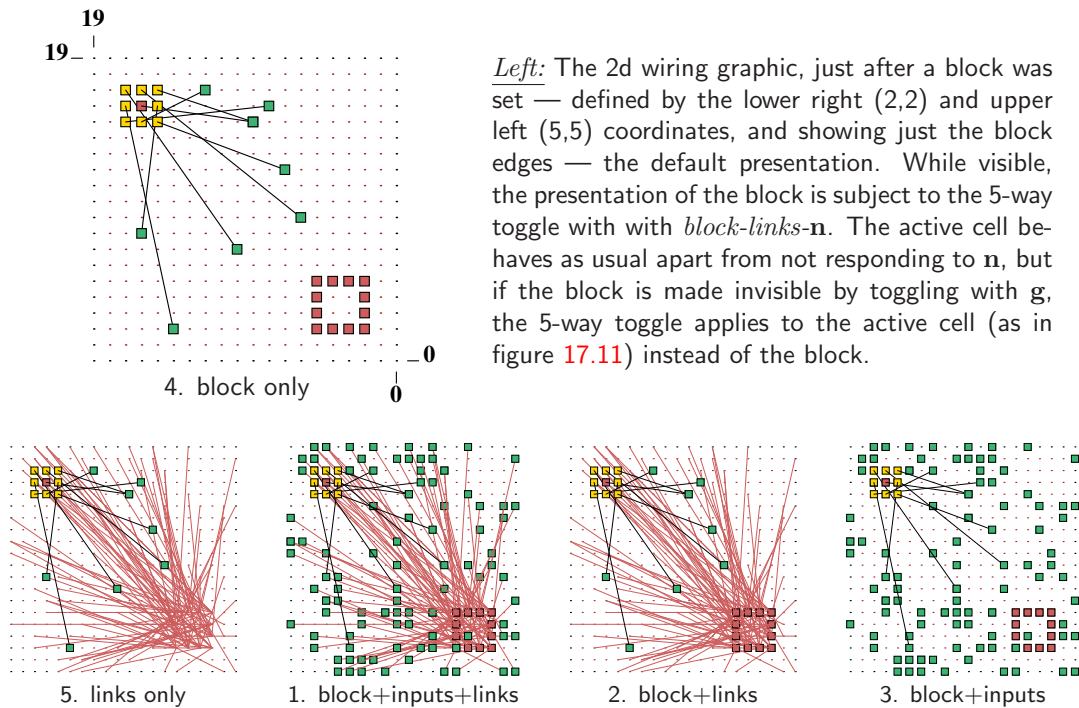 19
19
Left: The 2d wiring graphic, just after a block was
set — defined by the lower right (2,2) and upper
left (5,5) coordinates, and showing just the block
edges — the default presentation. While visible,
the presentation of the block is subject to the 5-way
toggle with with block-links-n. The active cell be-
haves as usual apart from not responding to n, but
if the block is made invisible by toggling with g,
the 5-way toggle applies to the active cell (as in
figure 17.11) instead of the block.
0
0
4. block only
5. links only
1. block+inputs+links
2. block+links
3. block+inputs